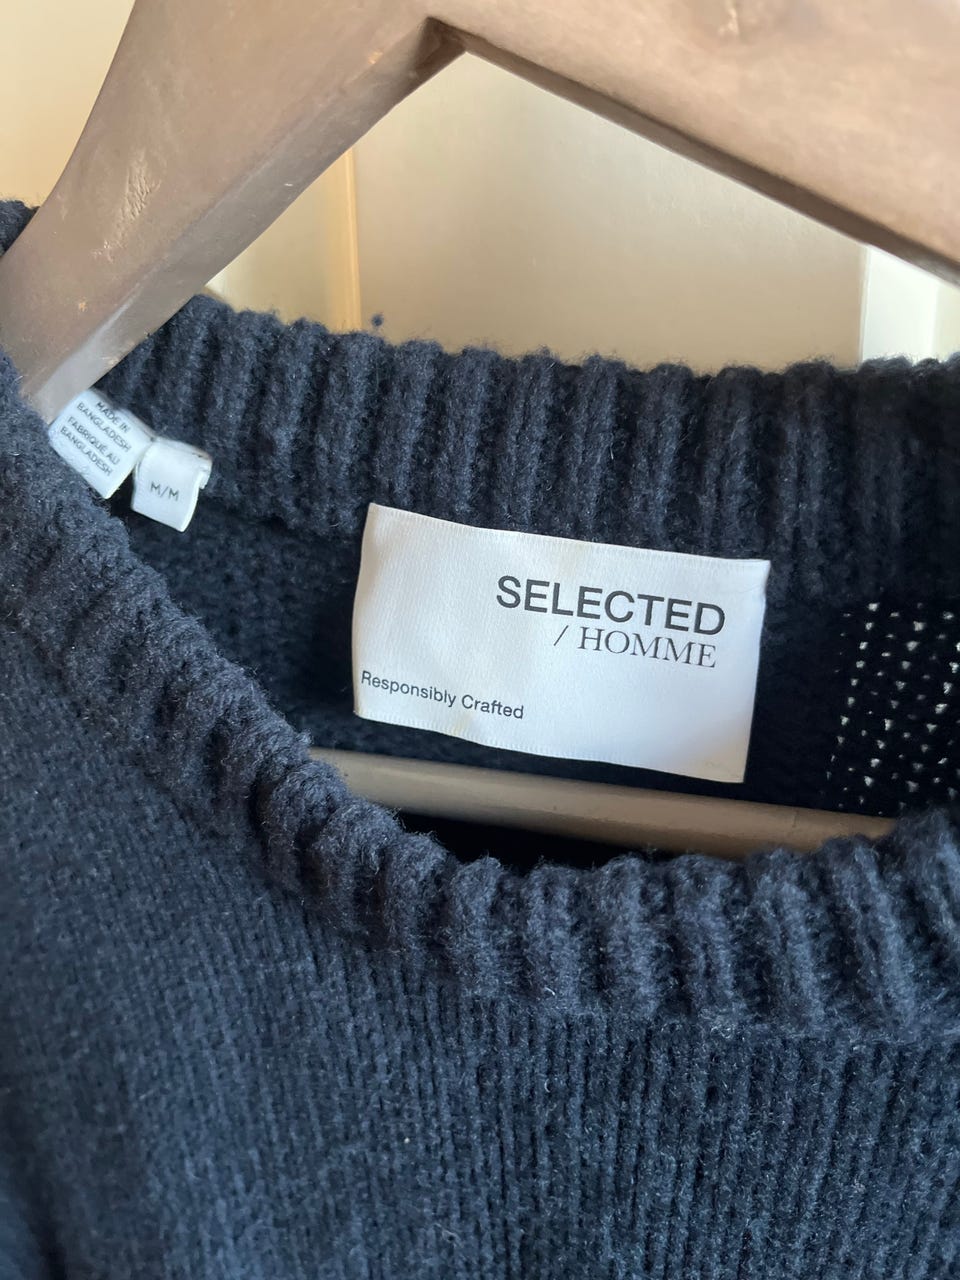 MADE IN
BANGLADESH
FABRIQUÉ AU
BANGLADESH
M/M
SELECTED
/ HOMME
Responsibly Crafted